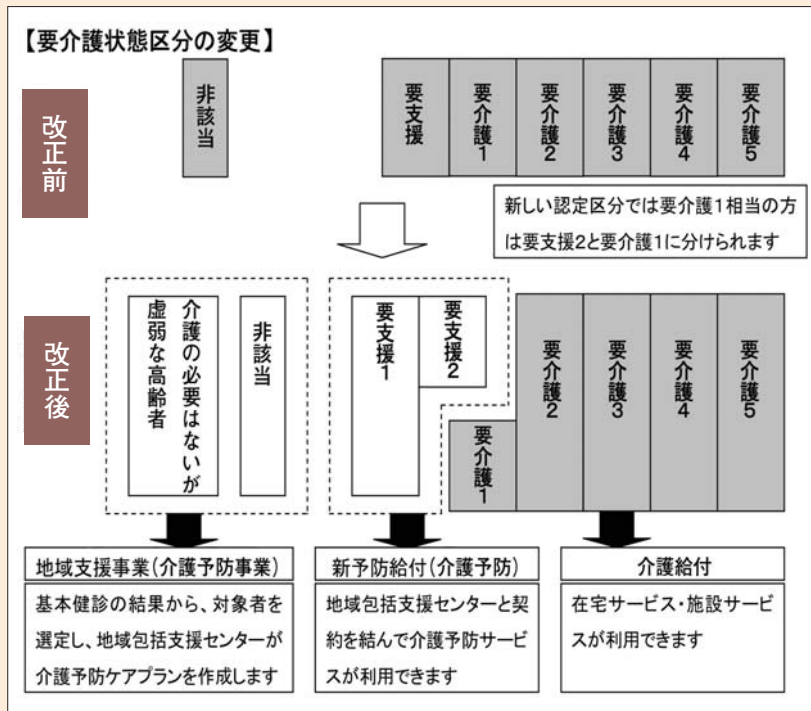 【要介護状態区分の変更】
改正前
非該当
要支援
要介護1
要介護2
要介護3
要介護4
要介護5
新しい認定区分では要介護1相当の方
は要支援2と要介護1に分けられます
改正後
介護の必要はないが
虚弱な高齢者
非該当
要支援1
要支援2
要介護1
要介護2
要介護3
要介護4
要介護5
地域支援事業(介護予防事業)
基本健診の結果から、対象者を
選定し、地域包括支援センターが
介護予防ケアプランを作成します
新予防給付(介護予防)
地域包括支援センターと契
約を結んで介護予防サービ
スが利用できます
介護給付
在宅サービス・施設サービ
スが利用できます